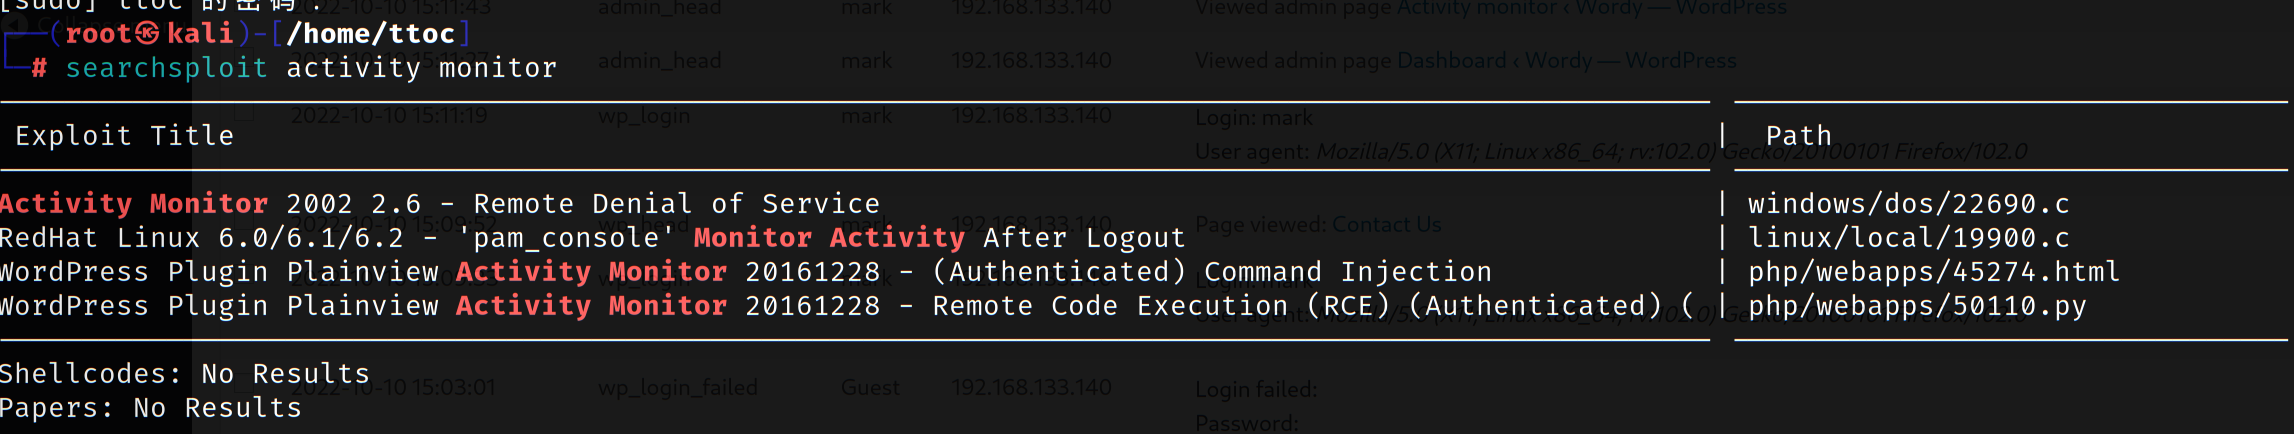 [sudo] ttoc 的密码：
2022-10-10 15:11:43 admin_head mark 192.168.133.140 Viewed admin page Activity monitor ‹ Wordy — WordPress
(root㉿kali)-[/home/ttoc]
# searchsploit activity monitor
admin_head mark 192.168.133.140 Viewed admin page Dashboard ‹ Wordy — WordPress
2022-10-10 15:11:19 wp_login mark 192.168.133.140 Login: mark
Exploit Title | Path
User agent: Mozilla/5.0 (X11; Linux x86_64; rv:102.0) Gecko/20100101 Firefox/102.0
Activity Monitor 2002 2.6 - Remote Denial of Service | windows/dos/22690.c
2022-10-10 15:09:52 wp_head mark 192.168.133.140 Page viewed: Contact Us
RedHat Linux 6.0/6.1/6.2 - 'pam_console' Monitor Activity After Logout | linux/local/19900.c
WordPress Plugin Plainview Activity Monitor 20161228 - (Authenticated) Command Injection | php/webapps/45274.html
WordPress Plugin Plainview Activity Monitor 20161228 - Remote Code Execution (RCE) (Authenticated) ( | php/webapps/50110.py
Shellcodes: No Results
2022-10-10 15:03:01 wp_login_failed Guest 192.168.133.140 Login failed:
Papers: No Results
Password: